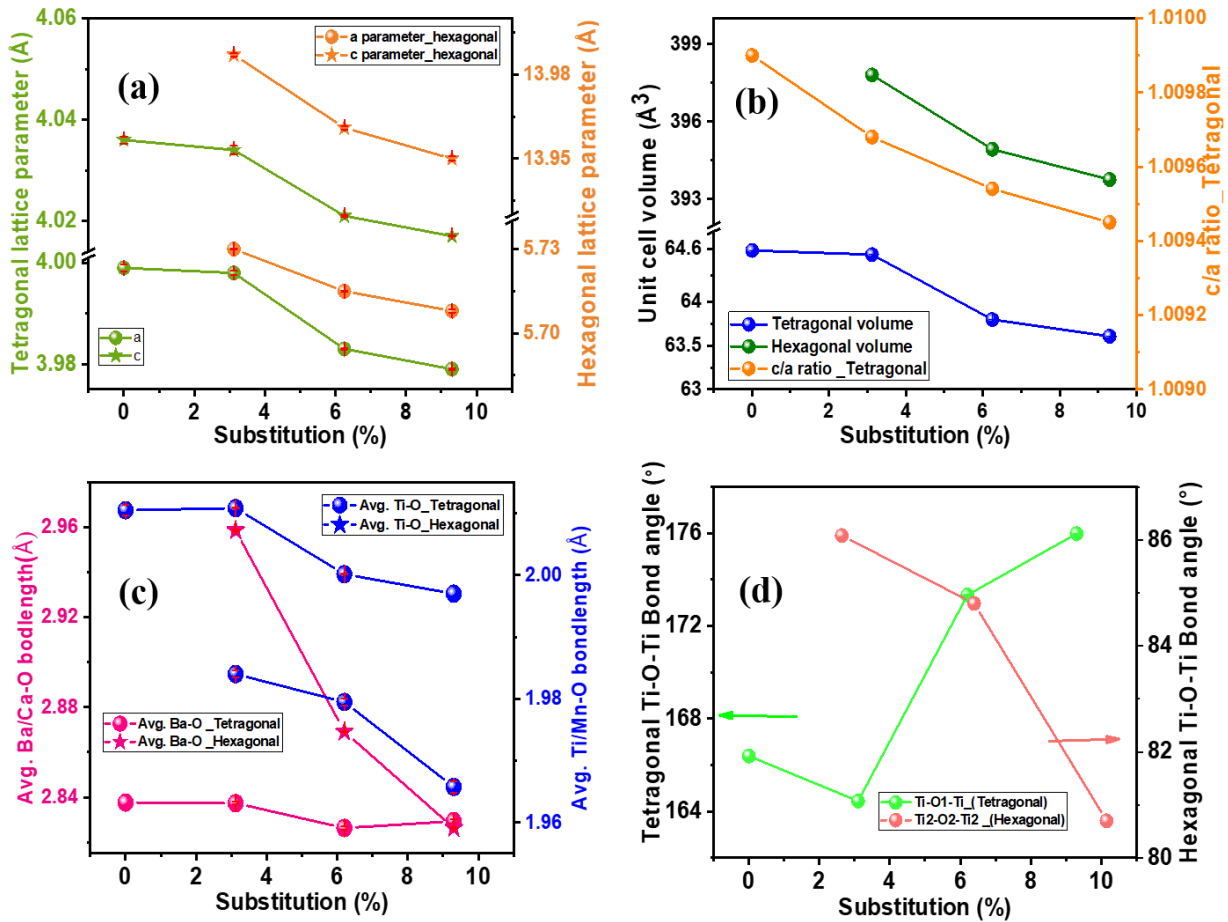 4.06
4.04
4.02
4.00
3.98
Tetragonal lattice parameter (Å)
(a)
a parameter_hexagonal
c parameter_hexagonal
a
c
13.98
13.95
5.73
5.70
Hexagonal lattice parameter (Å)
0 2 4 6 8 10
Substitution (%)
399
396
393
64.6
64
63.5
63
Unit cell volume (Å3)
(b)
Tetragonal volume
Hexagonal volume
c/a ratio _Tetragonal
1.0100
1.0098
1.0096
1.0094
1.0092
1.0090
c/a ratio_Tetragonal
0 2 4 6 8 10
Substitution (%)
2.96
2.92
2.88
2.84
Avg. Ba/Ca-O bodlength(Å)
(c)
Avg. Ti-O_Tetragonal
Avg. Ti-O_Hexagonal
Avg. Ba-O _Tetragonal
Avg. Ba-O _Hexagonal
2.00
1.98
1.96
Avg. Ti/Mn-O bondlength (Å)
0 2 4 6 8 10
Substitution (%)
176
172
168
164
Tetragonal Ti-O-Ti Bond angle (°)
(d)
Ti-O1-Ti_(Tetragonal)
Ti2-O2-Ti2 _(Hexagonal)
86
84
82
80
Hexagonal Ti-O-Ti Bond angle (°)
0 2 4 6 8 10
Substitution (%)